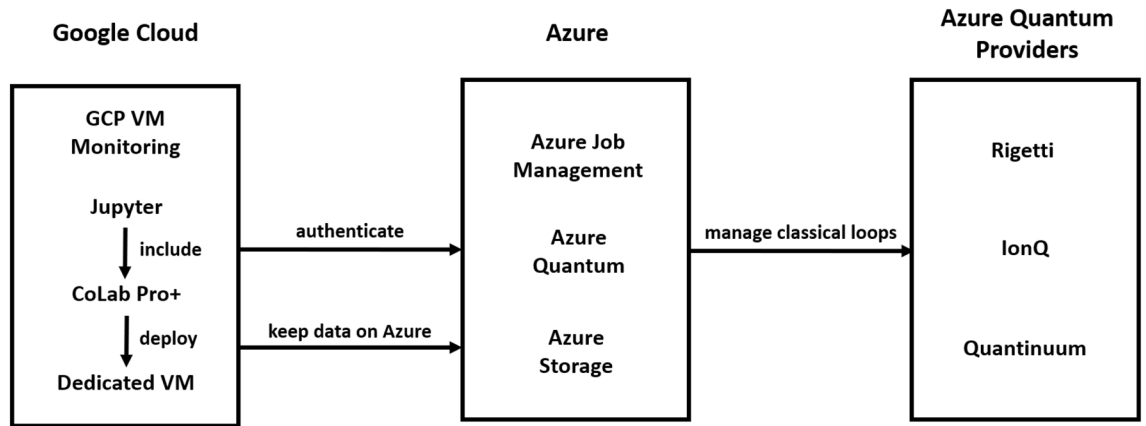 Google Cloud
Azure
Azure Quantum
Providers
GCP VM
Monitoring
Jupyter
include
CoLab Pro+
deploy
Dedicated VM
authenticate
keep data on Azure
Azure Job
Management
Azure
Quantum
Azure
Storage
manage classical loops
Rigetti
IonQ
Quantinuum